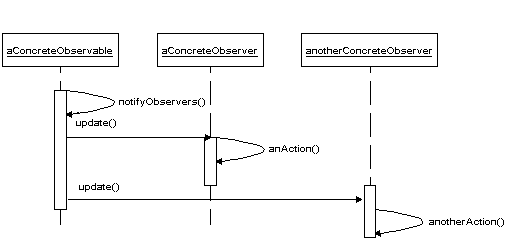 aConcreteObservable
aConcreteObserver
anotherConcreteObserver
notifyObservers()
update()
anAction()
update()
anotherAction()